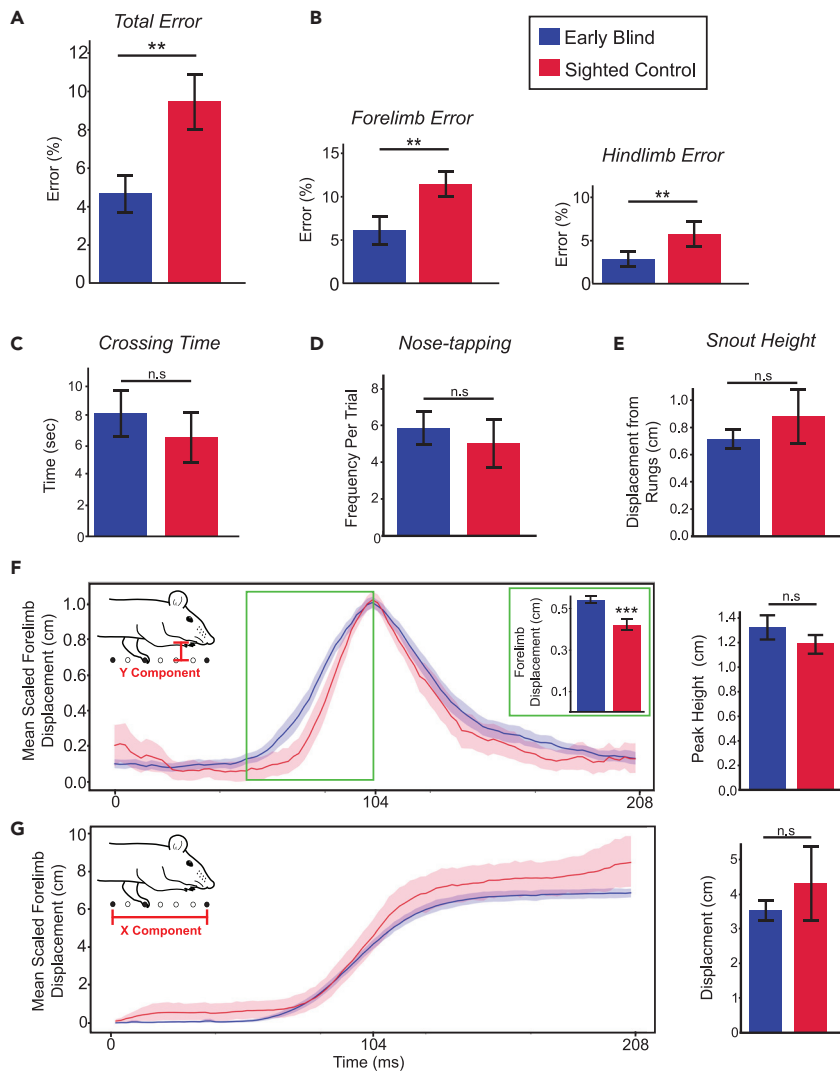 A
Total Error
Error (%)
12
10
8
6
4
2
0
**
B
Early Blind
Sighted Control
Forelimb Error
Error (%)
15
10
5
0
**
Hindlimb Error
Error (%)
10
5
0
**
C
Crossing Time
Time (sec)
10
8
6
4
2
0
n.s
D
Nose-tapping
Frequency Per Trial
8
6
4
2
0
n.s
E
Snout Height
Displacement from
Rungs (cm)
1.0
0.8
0.6
0.4
0.2
0.0
n.s
F
Mean Scaled Forelimb
Displacement (cm)
1.0
0.8
0.6
0.4
0.2
0.0
Y Component
0
104
208
Forelimb
Displacement (cm)
0.5
0.3
0.1
***
Peak Height (cm)
1.4
1.2
1.0
0.8
0.6
0.4
0.2
0.0
n.s
G
Mean Scaled Forelimb
Displacement (cm)
10
8
6
4
2
0
X Component
0
104
208
Time (ms)
Displacment (cm)
5
4
3
2
1
0
n.s